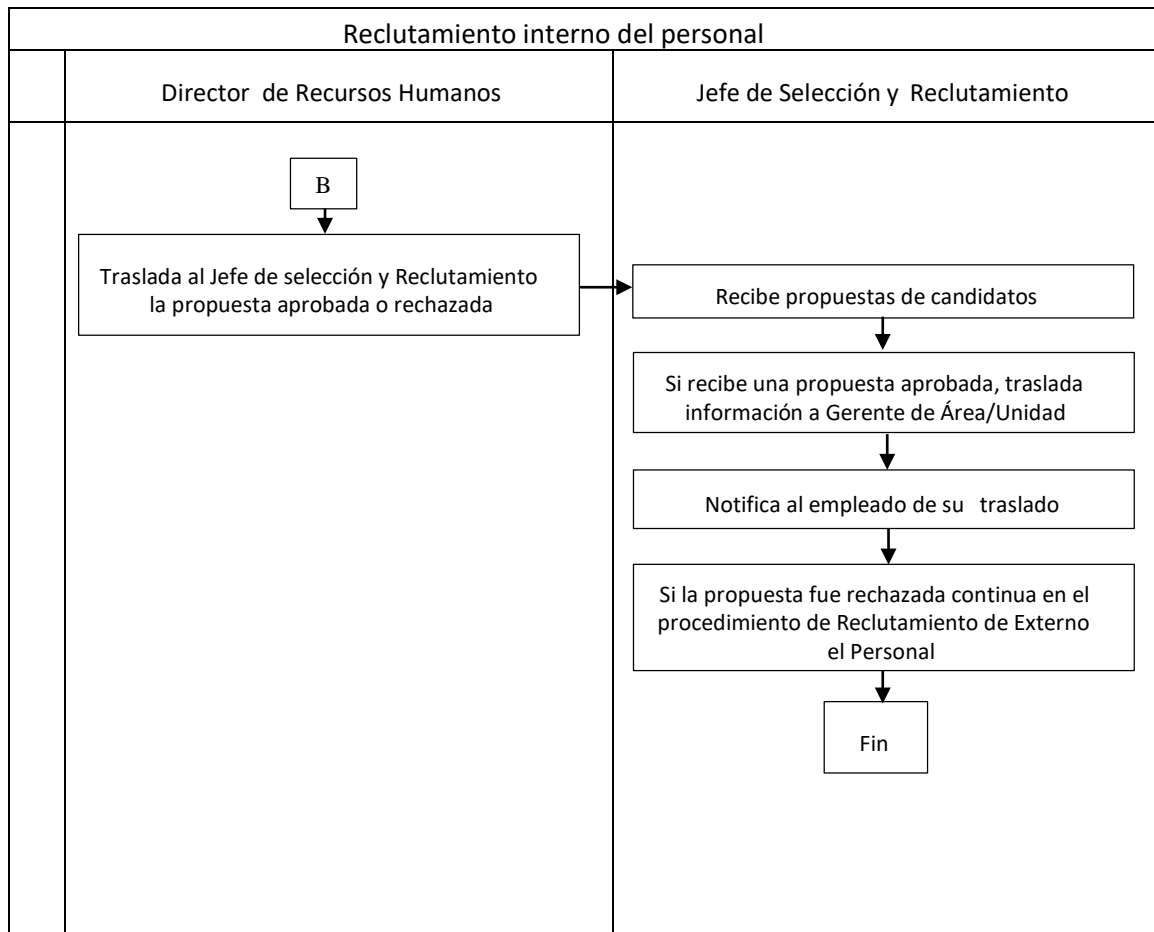 Reclutamiento interno del personal
Director de Recursos Humanos
Jefe de Selección y Reclutamiento
B
Traslada al Jefe de selección y Reclutamiento
la propuesta aprobada o rechazada
Recibe propuestas de candidatos
Si recibe una propuesta aprobada, traslada
información a Gerente de Área/Unidad
Notifica al empleado de su traslado
Si la propuesta fue rechazada continua en el
procedimiento de Reclutamiento de Externo
el Personal
Fin